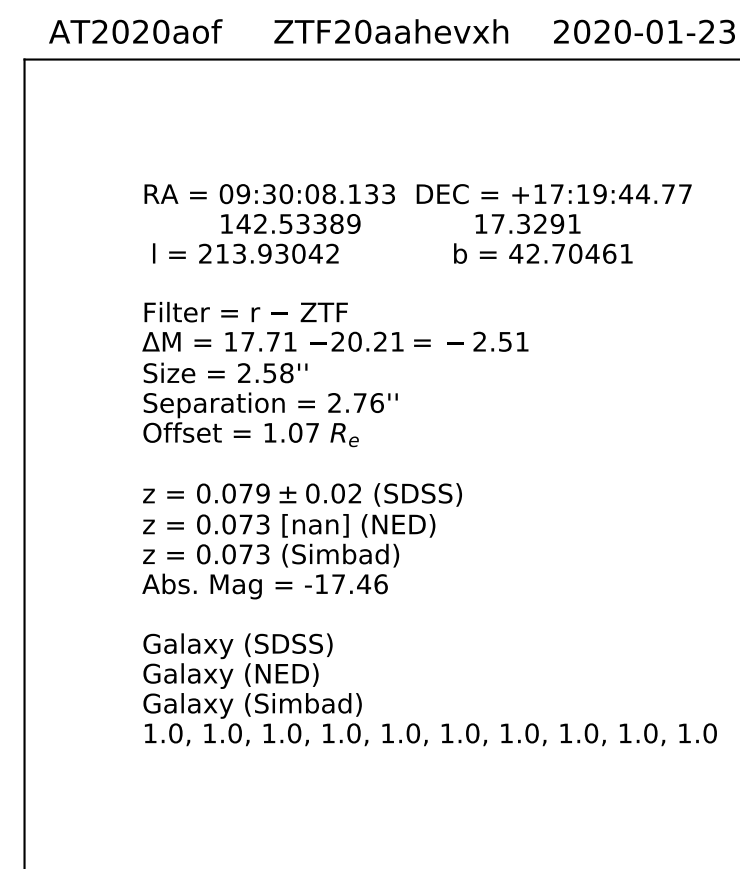 AT2020aof ZTF20aahevxh 2020-01-23
RA = 09:30:08.133 DEC = +17:19:44.77
142.53389 17.3291
l = 213.93042 b = 42.70461
Filter = r − ZTF
ΔM = 17.71 −20.21 = − 2.51
Size = 2.58''
Separation = 2.76''
Offset = 1.07 Rₑ
z = 0.079 ± 0.02 (SDSS)
z = 0.073 [nan] (NED)
z = 0.073 (Simbad)
Abs. Mag = -17.46
Galaxy (SDSS)
Galaxy (NED)
Galaxy (Simbad)
1.0, 1.0, 1.0, 1.0, 1.0, 1.0, 1.0, 1.0, 1.0, 1.0